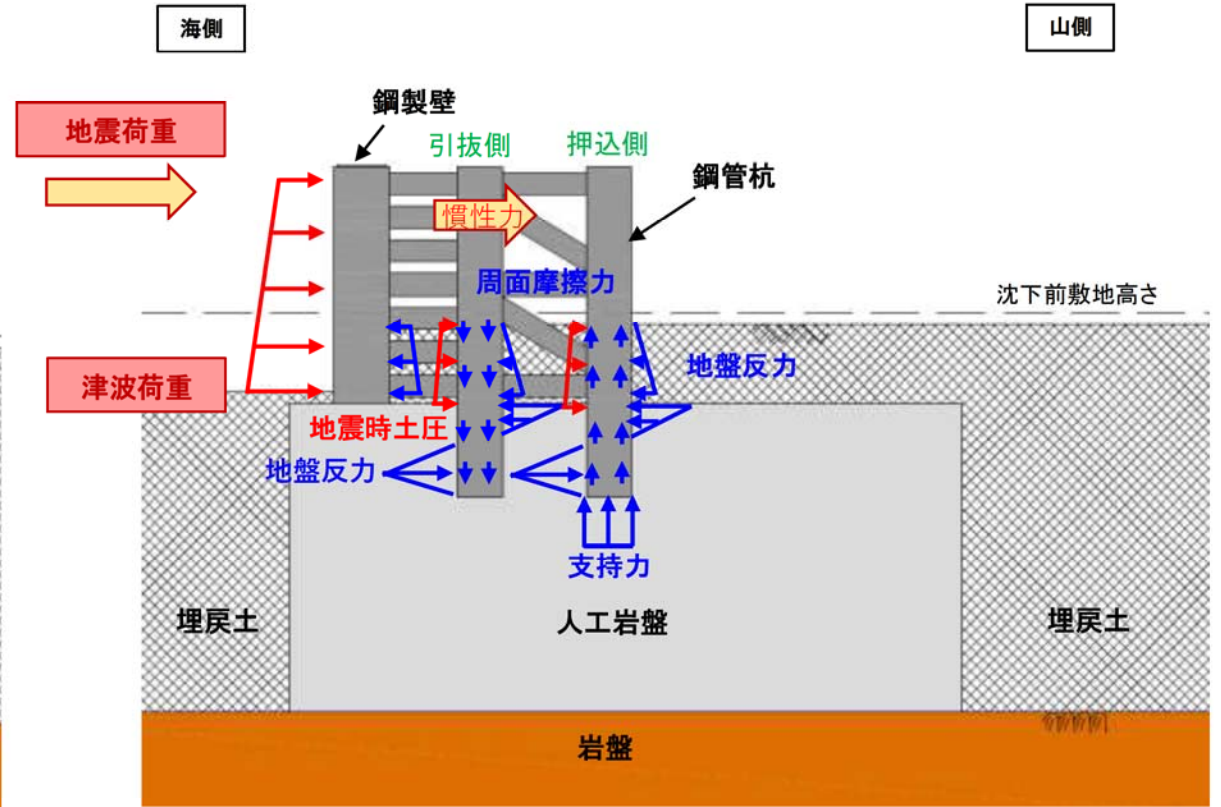 海側
山側
地震荷重
鋼製壁
引抜側
押込側
鋼管杭
慣性力
周面摩擦力
沈下前敷地高さ
津波荷重
地盤反力
地震時土圧
地盤反力
支持力
埋戻土
人工岩盤
埋戻土
岩盤